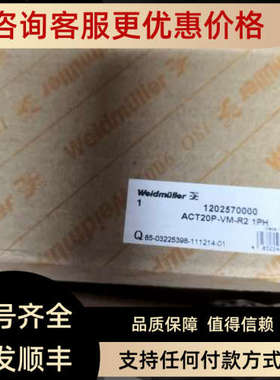 咨询客服更优惠价格
Weidmüller
Weidmüller
1202570000
1
ACT20P-VM-R2 1PH
Q 85-03225398-111214-01
号齐全
品质保障 值得信赖
发顺丰
支持任何付款方式